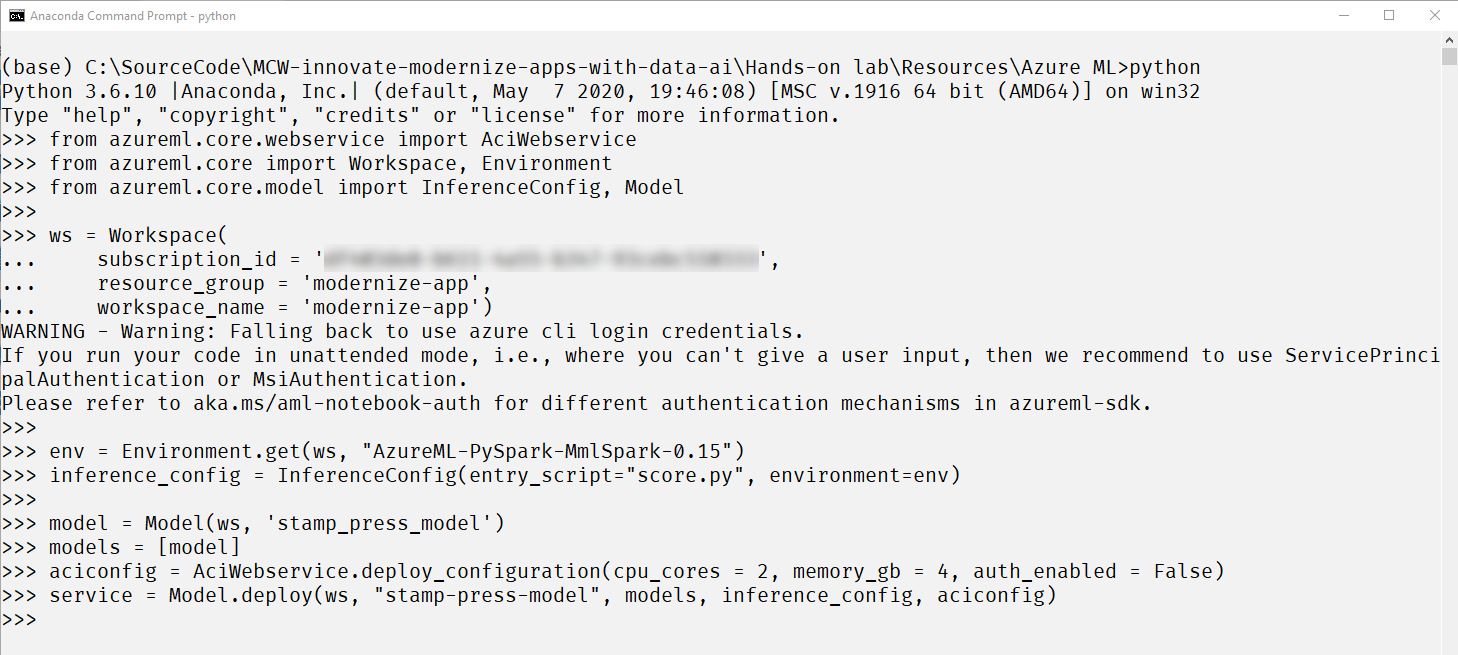 Anaconda Command Prompt - python
(base) C:\SourceCode\MCW-innovate-modernize-apps-with-data-ai\Hands-on lab\Resources\Azure ML>python
Python 3.6.10 |Anaconda, Inc.| (default, May  7 2020, 19:46:08) [MSC v.1916 64 bit (AMD64)] on win32
Type "help", "copyright", "credits" or "license" for more information.
>>> from azureml.core.webservice import AciWebservice
>>> from azureml.core import Workspace, Environment
>>> from azureml.core.model import InferenceConfig, Model
>>>
>>> ws = Workspace(
...     subscription_id = '',
...     resource_group = 'modernize-app',
...     workspace_name = 'modernize-app')
WARNING - Warning: Falling back to use azure cli login credentials.
If you run your code in unattended mode, i.e., where you can't give a user input, then we recommend to use ServicePrinci
palAuthentication or MsiAuthentication.
Please refer to aka.ms/aml-notebook-auth for different authentication mechanisms in azureml-sdk.
>>>
>>> env = Environment.get(ws, "AzureML-PySpark-MmlSpark-0.15")
>>> inference_config = InferenceConfig(entry_script="score.py", environment=env)
>>>
>>> model = Model(ws, 'stamp_press_model')
>>> models = [model]
>>> aciconfig = AciWebservice.deploy_configuration(cpu_cores = 2, memory_gb = 4, auth_enabled = False)
>>> service = Model.deploy(ws, "stamp-press-model", models, inference_config, aciconfig)
>>>